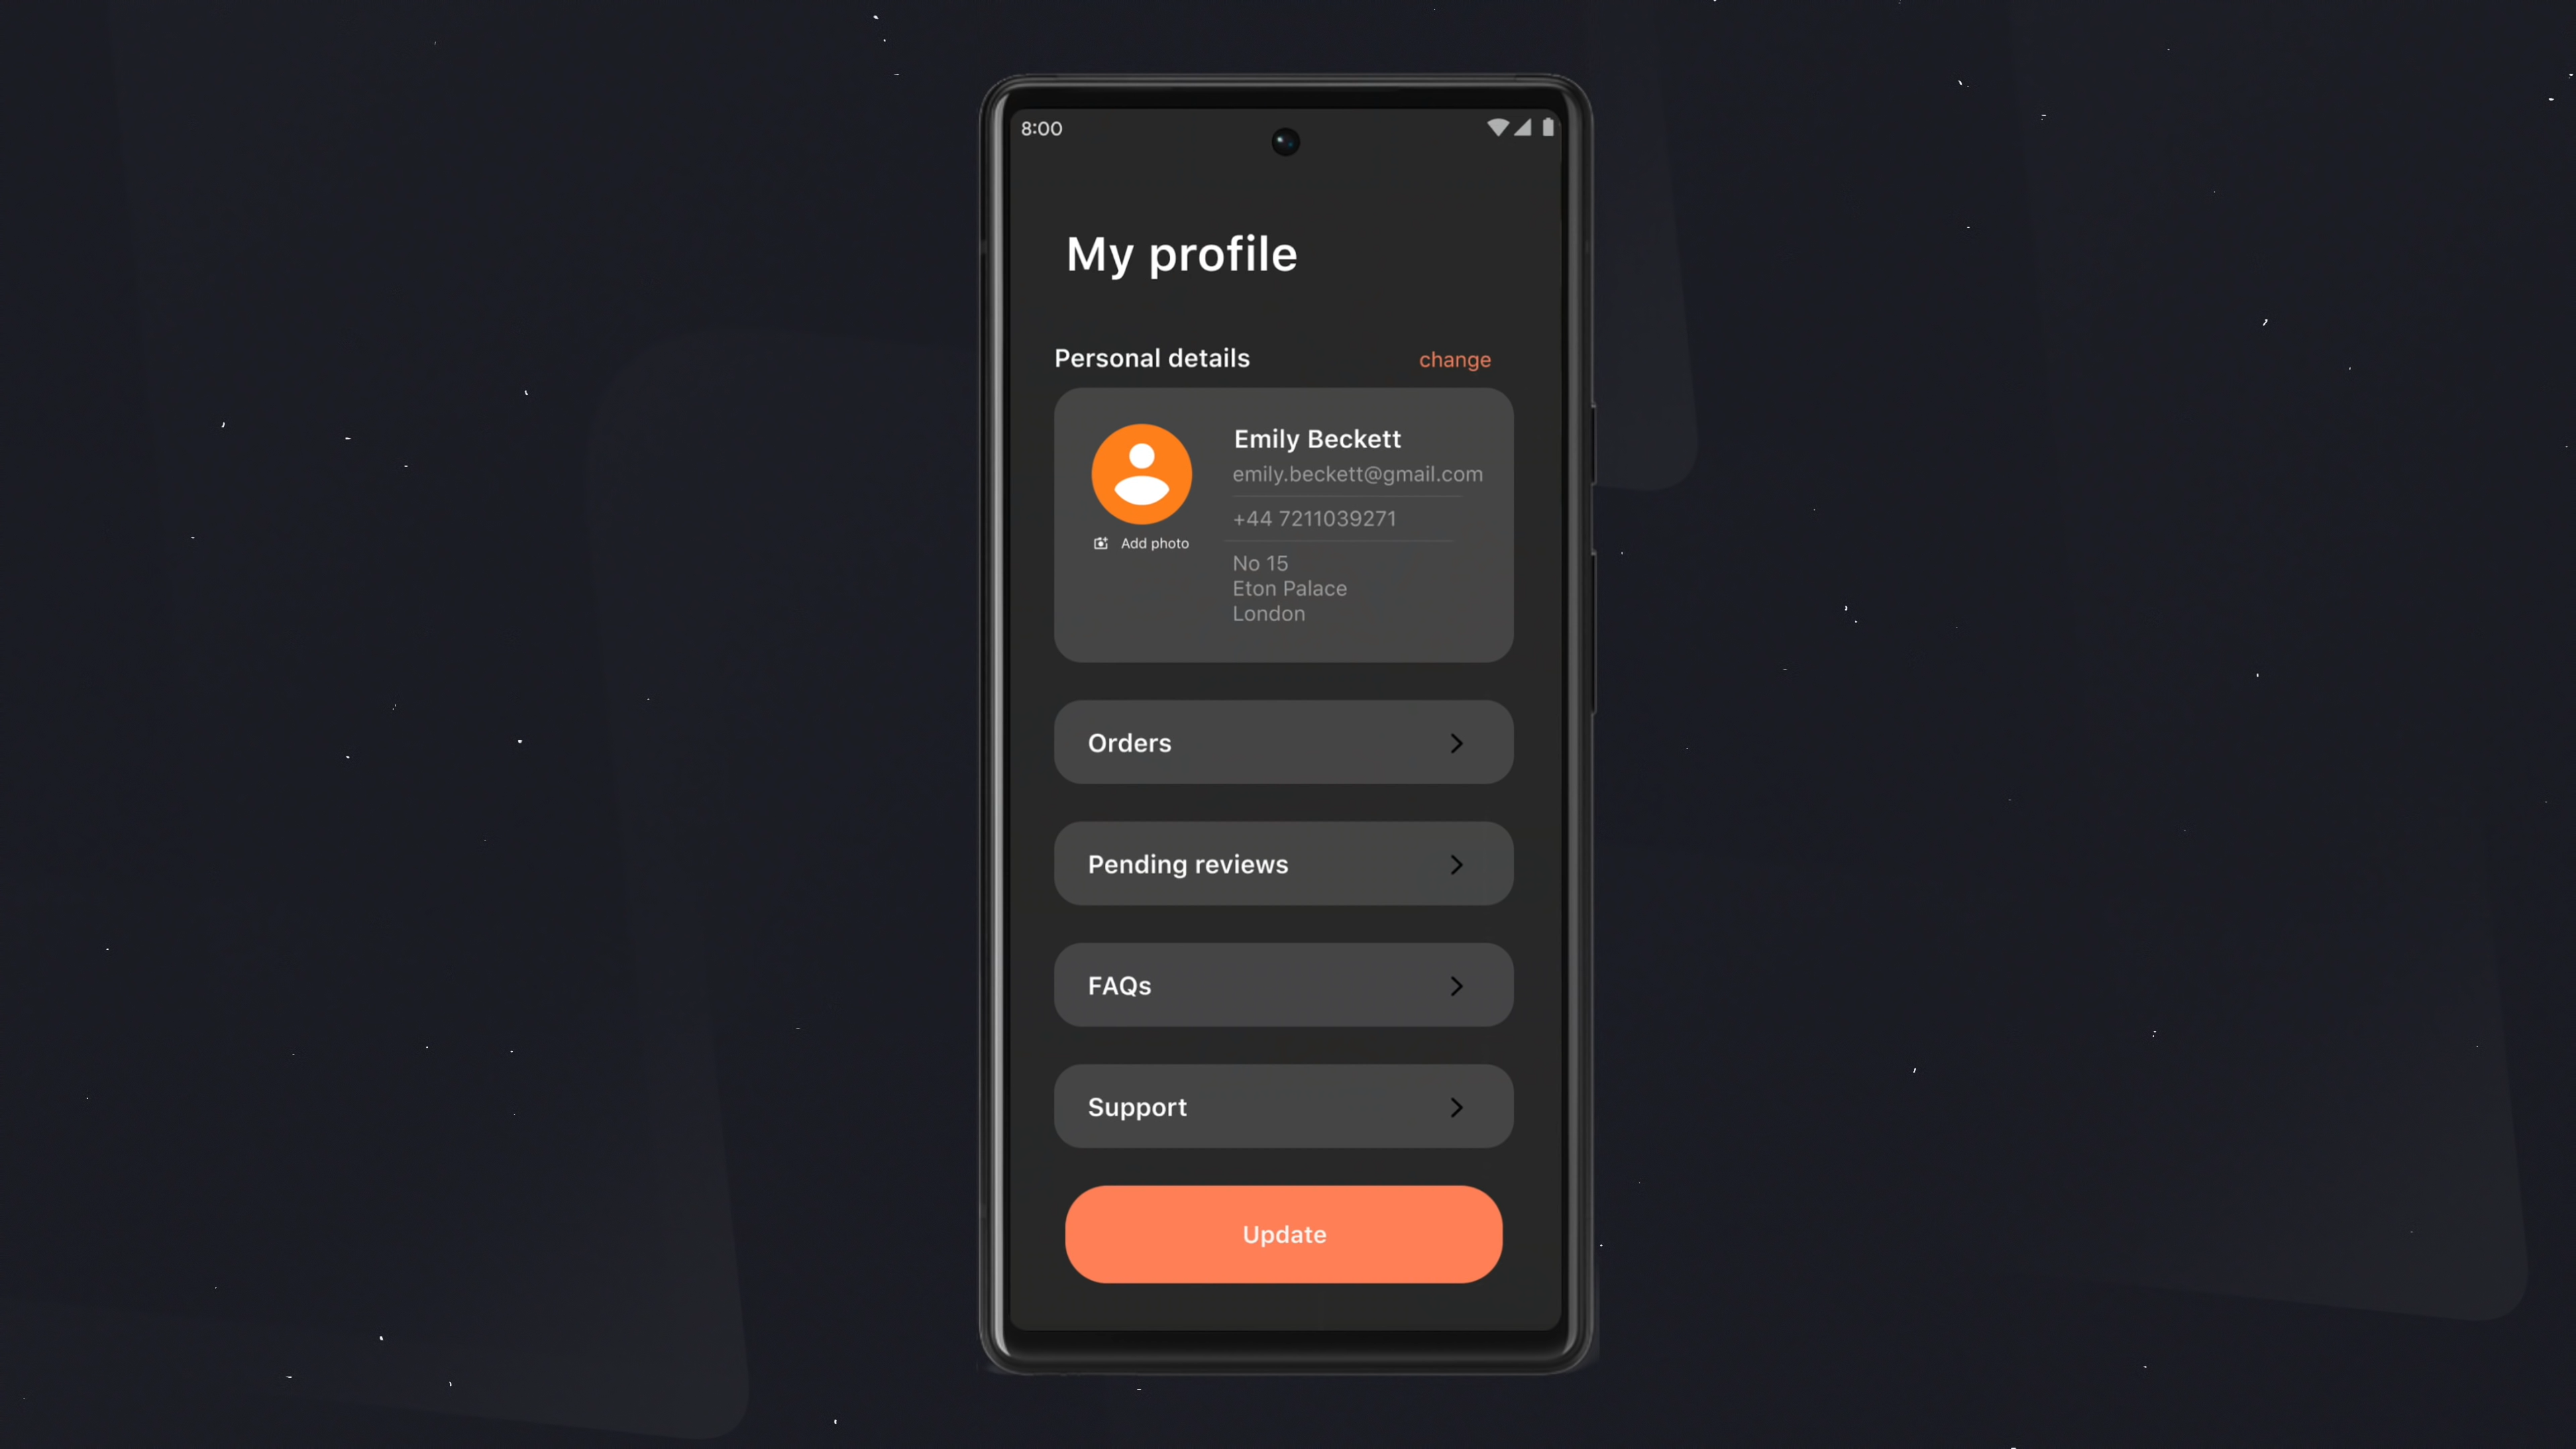 8:00
My profile
Personal details
change
Emily Beckett
emily.beckett@gmail.com
+44 7211039271
Add photo
No 15
Eton Palace
London
Orders
Pending reviews
FAQs
Support
Update